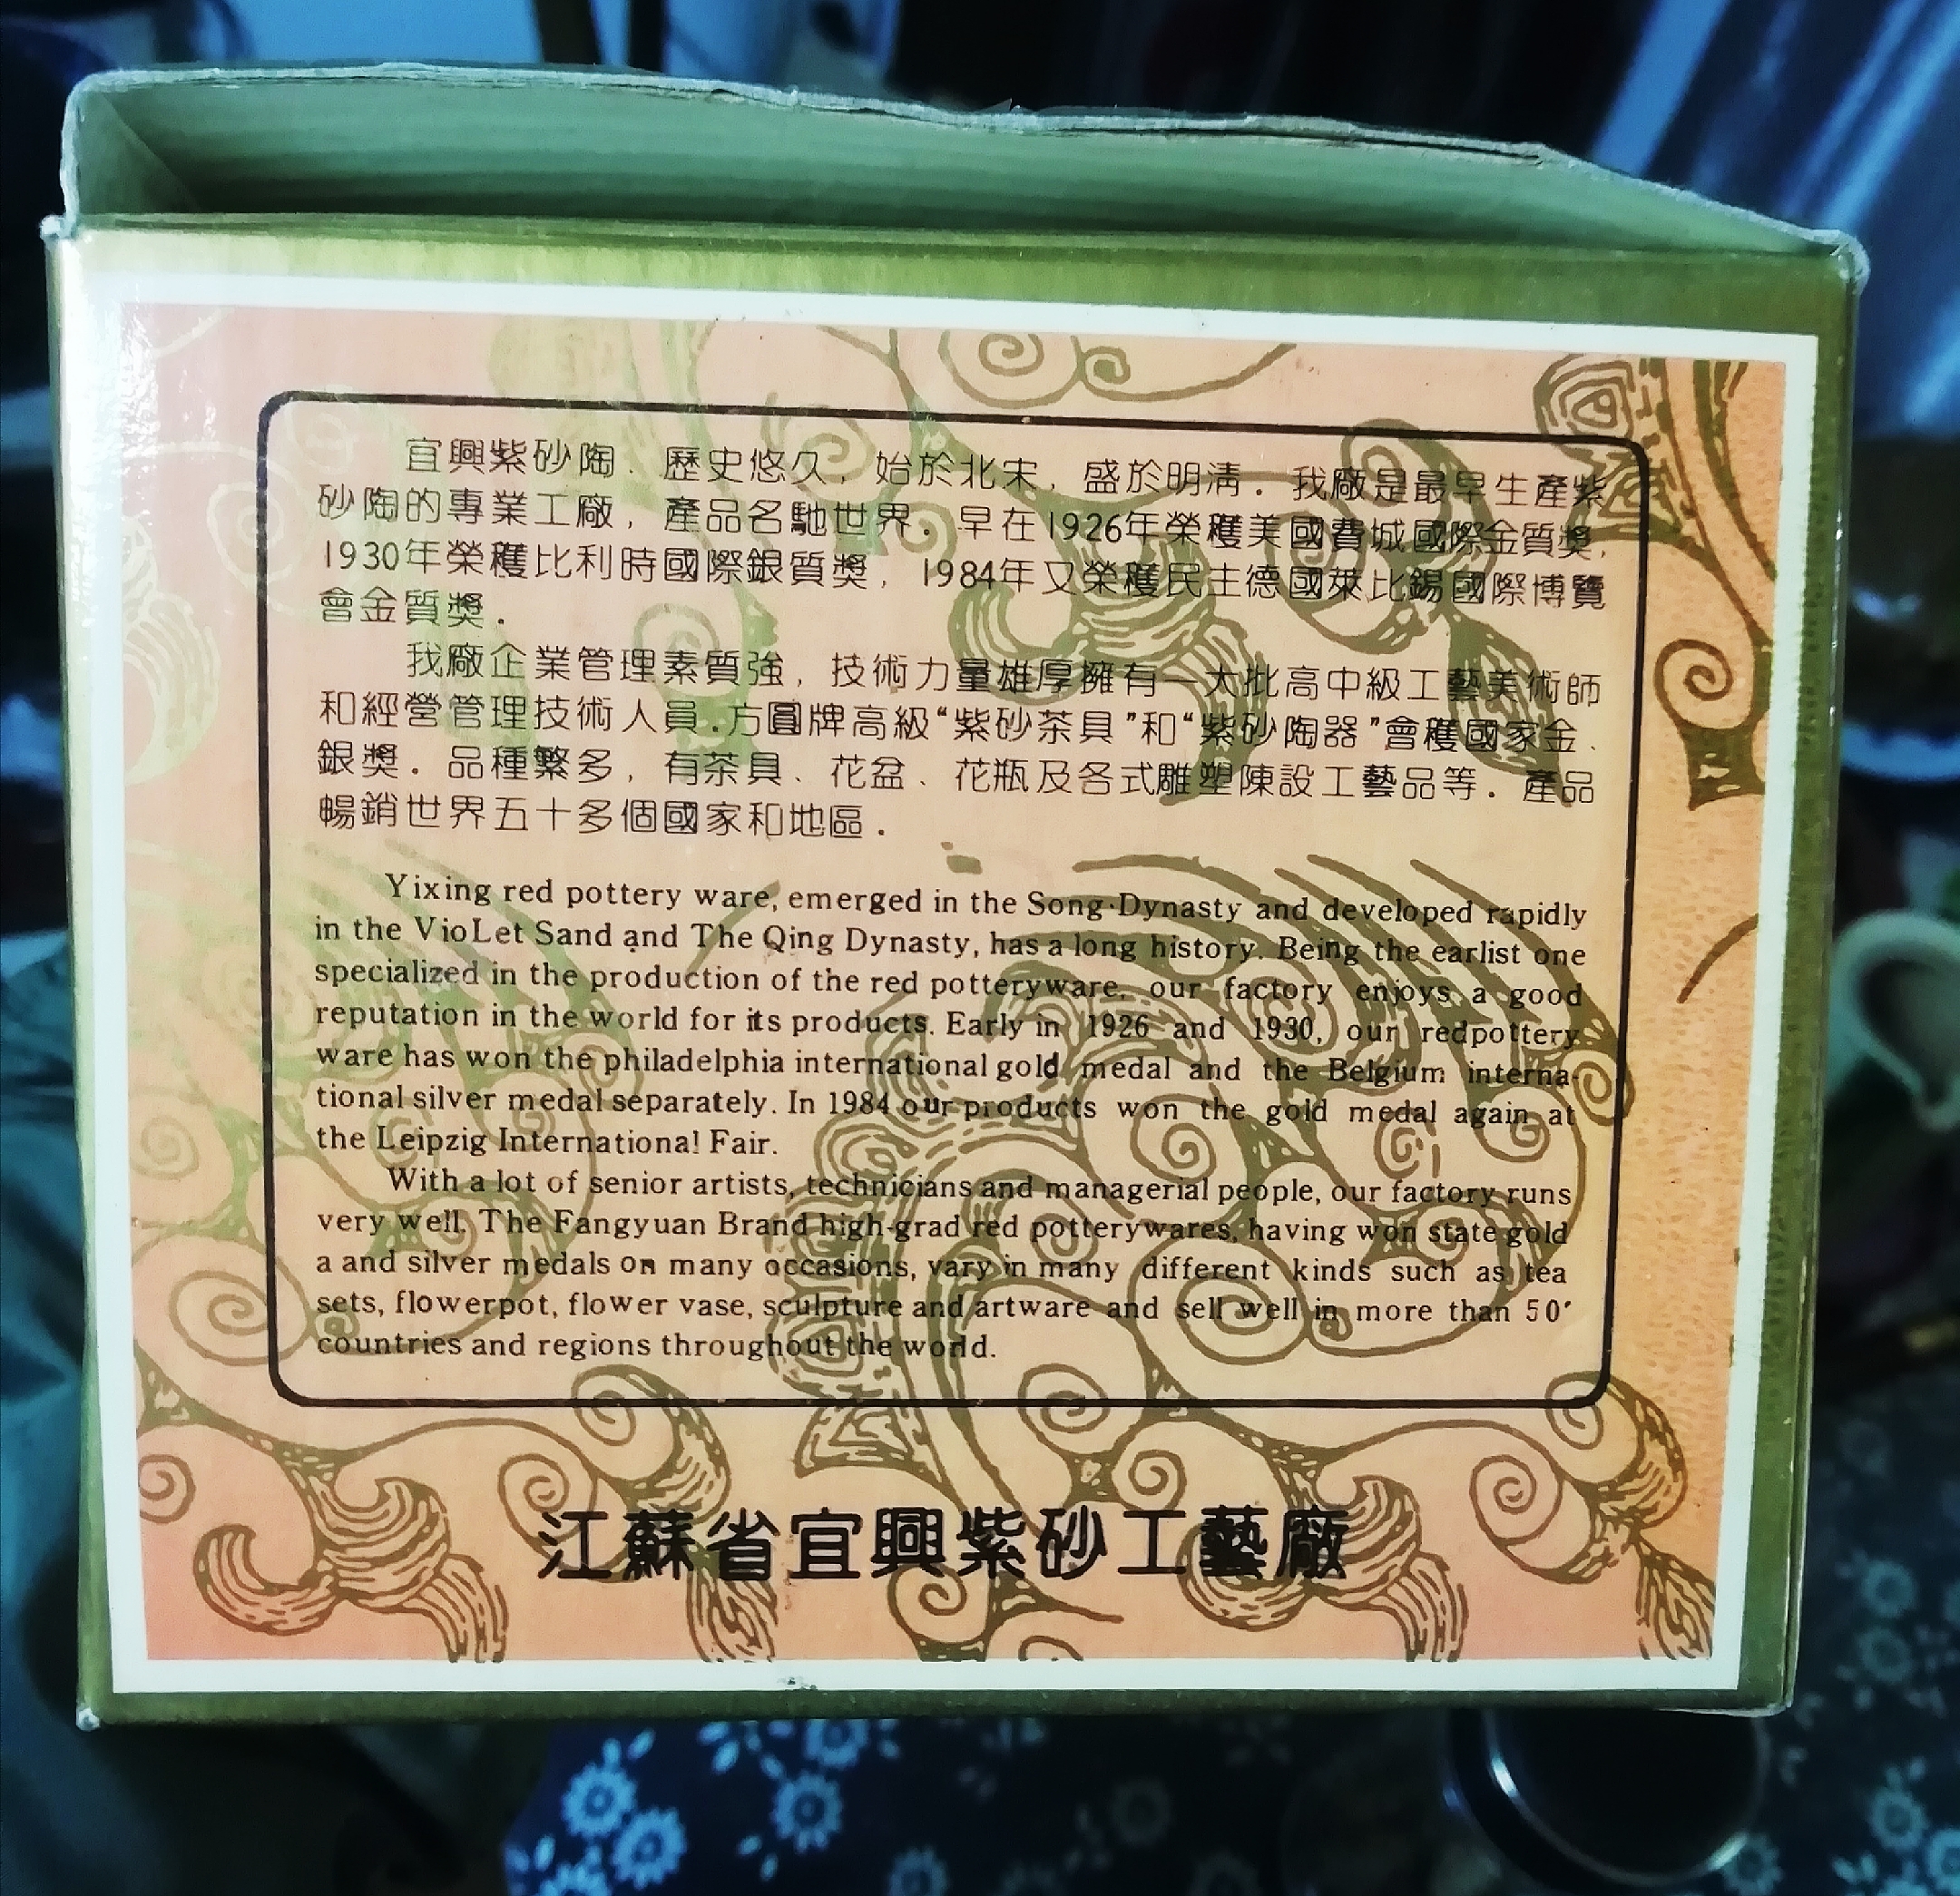 宜興紫砂陶．歷史悠久，始於北宋，盛於明清．我廠是最早生產紫
砂陶的專業工廠，產品名馳世界。早在1926年榮穫美國費城國際金質獎，
1930年榮穫比利時國際銀質獎，1984年又榮穫民主德國萊比錫國際博覽
會金質獎．
我廠企業管理素質強，技術力量雄厚擁有一大批高中級工藝美術師
和經營管理技術人員.方圓牌高級“紫砂茶具”和“紫砂陶器”會穫國家金、
銀獎．品種繁多，有茶具、花盆、花瓶及各式雕塑陳設工藝品等．產品
暢銷世界五十多個國家和地區．
Yixing red pottery ware, emerged in the Song·Dynasty and developed rapidly
in the VioLet Sand and The Qing Dynasty, has a long history. Being the earlist one
specialized in the production of the red potteryware, our factory enjoys a good
reputation in the world for its products. Early in 1926 and 1930, our redpottery
ware has won the philadelphia international gold medal and the Belgium interna-
tional silver medal separately. In 1984 our products won the gold medal again at
the Leipzig International Fair.
With a lot of senior artists, technicians and managerial people, our factory runs
very well. The Fangyuan Brand high-grad red potterywares, having won state gold
a and silver medals on many occasions, vary in many different kinds such as tea
sets, flowerpot, flower vase, sculpture and artware and sell well in more than 50'
countries and regions throughout the world.
江蘇省宜興紫砂工藝廠